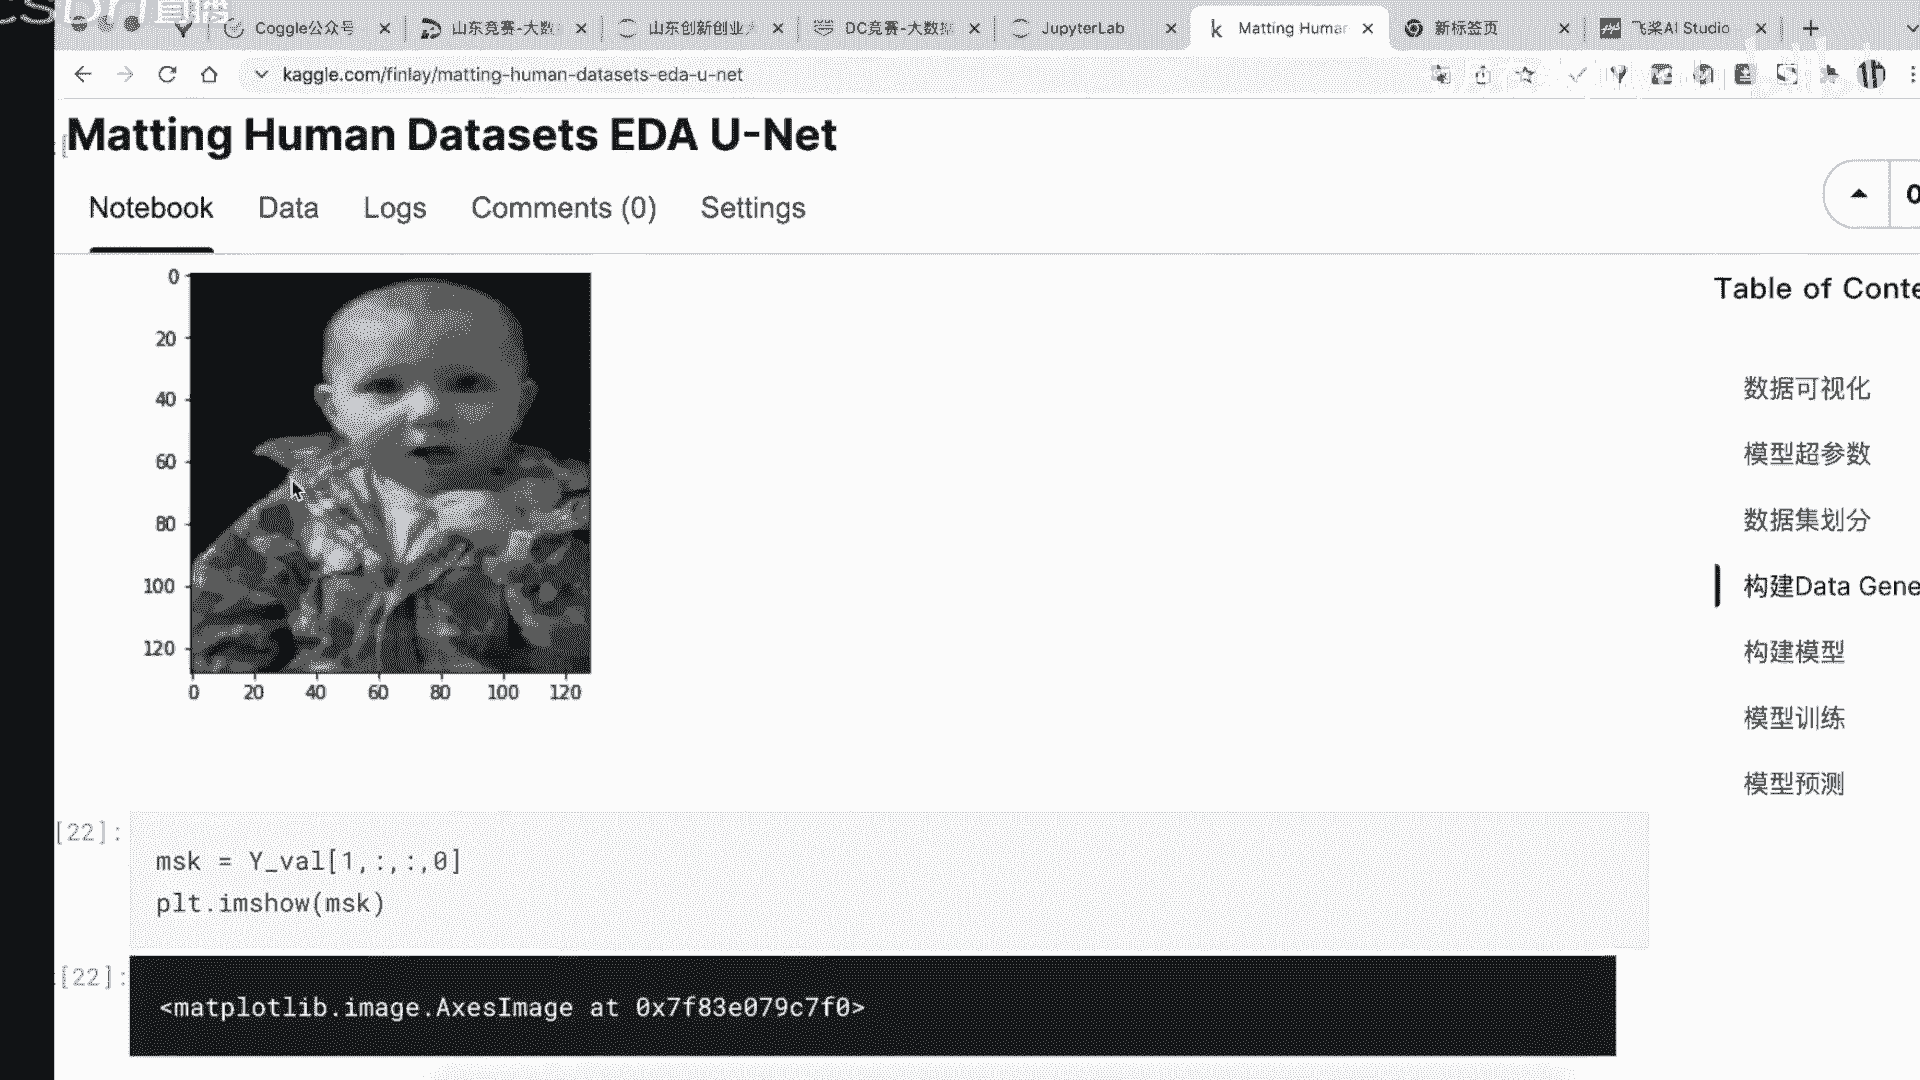 直播
Coggle公众号
山东竞赛-大数
山东创新创业
DC竞赛-大数据
JupyterLab
Matting Humar
新标签页
飞桨AI Studio
kaggle.com/finlay/matting-human-datasets-eda-u-net
Matting Human Datasets EDA U-Net
Notebook Data Logs Comments (0) Settings
0
Table of Conte
数据可视化
模型超参数
数据集划分
构建Data Gene
构建模型
模型训练
模型预测
0
20
40
60
80
100
120
0 20 40 60 80 100 120
[22]:
msk = Y_val[1,:,:,0]
plt.imshow(msk)
[22]:
<matplotlib.image.AxesImage at 0x7f83e079c7f0>